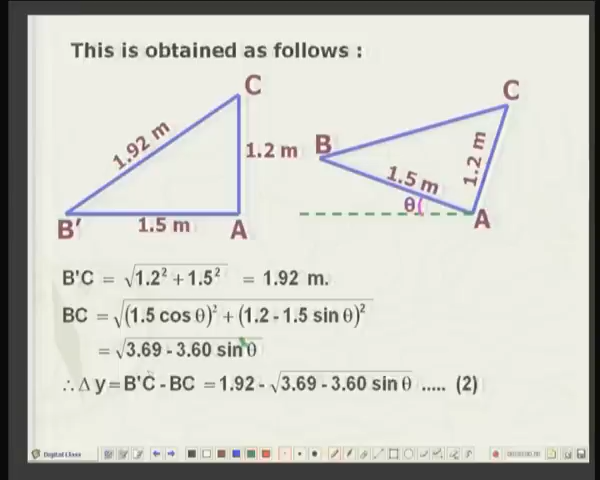 This is obtained as follows :
C
1.92 m
1.2 m
B'
1.5 m
A
C
B
1.5 m
1.2 m
θ
A
B'C = √1.2² + 1.5² = 1.92 m.
BC = √(1.5 cos θ)² + (1.2 - 1.5 sin θ)²
= √3.69 - 3.60 sin θ
∴ Δ y = B'C - BC = 1.92 - √3.69 - 3.60 sin θ ..... (2)
Digital Class